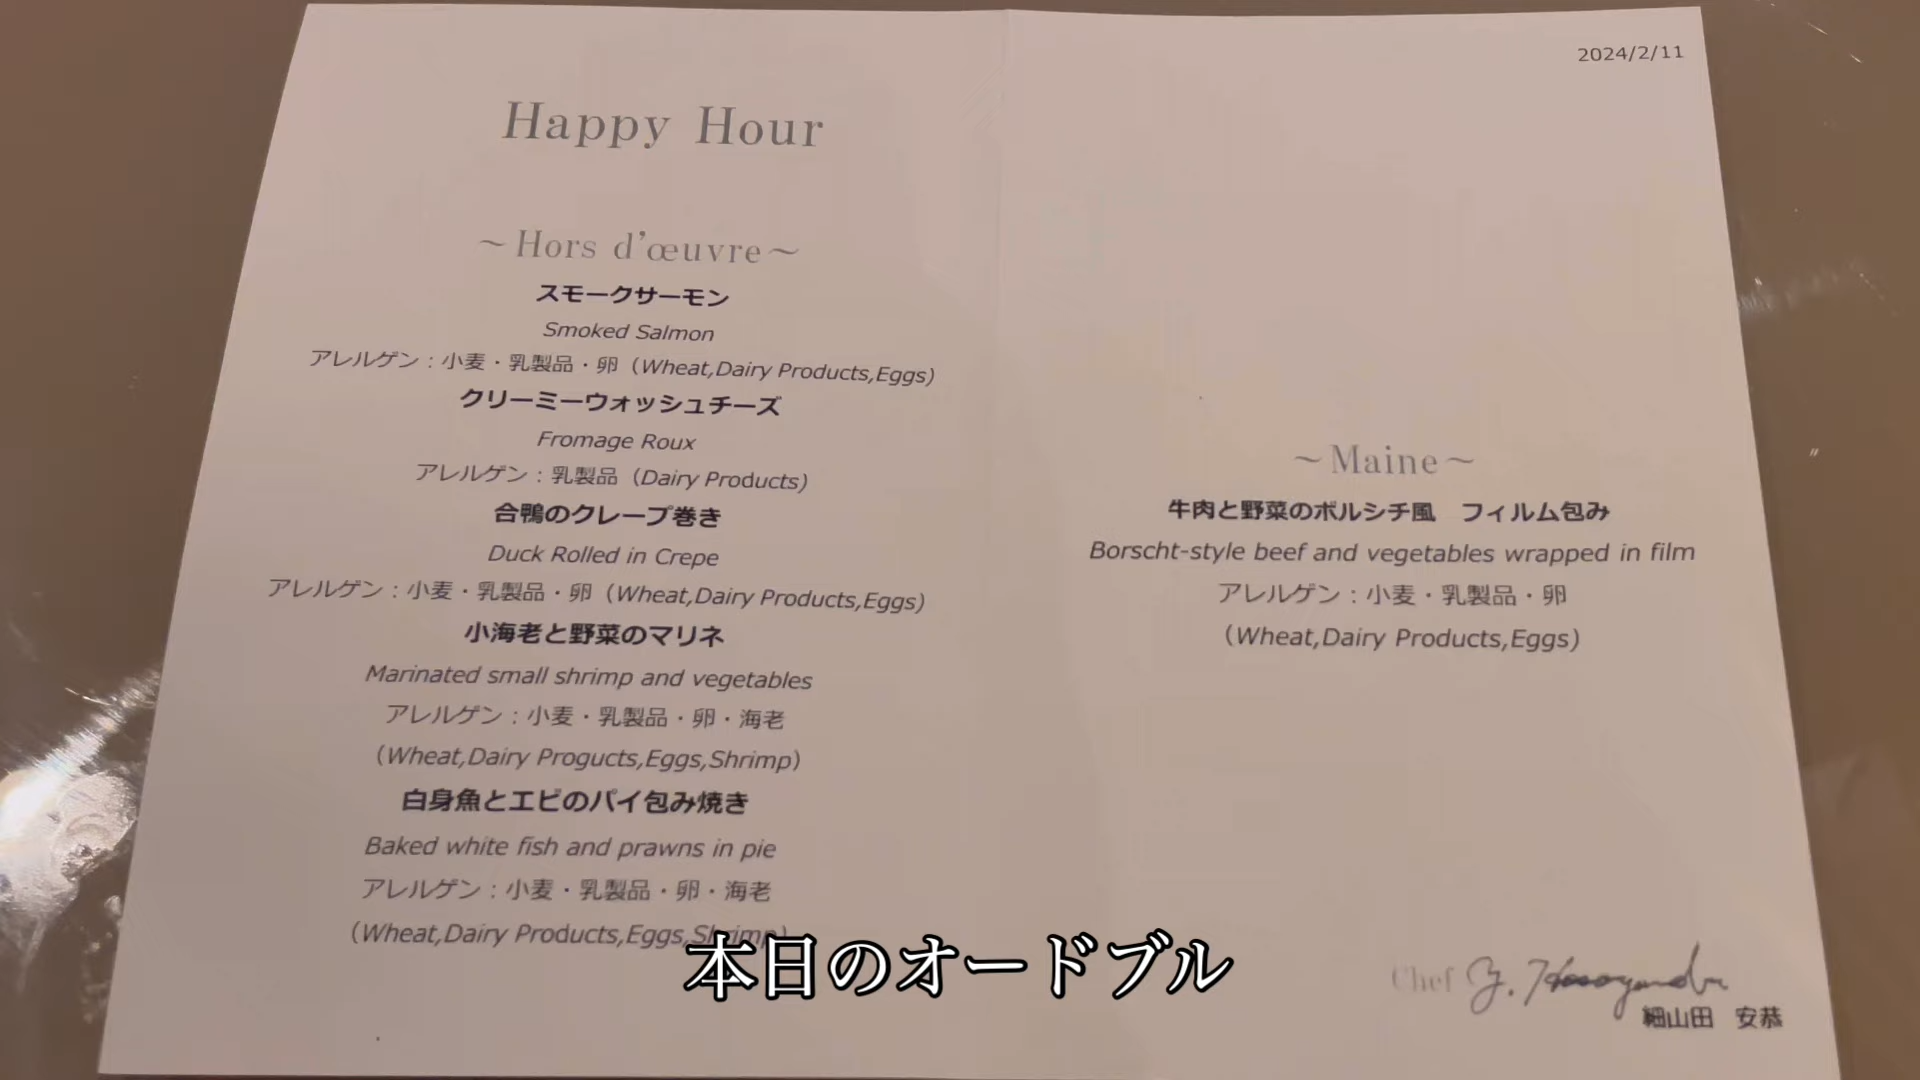 2024/2/11
Happy Hour
～Hors d'œuvre～
スモークサーモン
Smoked Salmon
アレルゲン：小麦・乳製品・卵（Wheat,Dairy Products,Eggs)
クリーミーウォッシュチーズ
Fromage Roux
アレルゲン：乳製品（Dairy Products)
合鴨のクレープ巻き
Duck Rolled in Crepe
アレルゲン：小麦・乳製品・卵（Wheat,Dairy Products,Eggs)
小海老と野菜のマリネ
Marinated small shrimp and vegetables
アレルゲン：小麦・乳製品・卵・海老
（Wheat,Dairy Progucts,Eggs,Shrimp)
白身魚とエビのパイ包み焼き
Baked white fish and prawns in pie
アレルゲン：小麦・乳製品・卵・海老
（Wheat,Dairy Products,Eggs,Shrimp)
～Maine～
牛肉と野菜のボルシチ風　フィルム包み
Borscht-style beef and vegetables wrapped in film
アレルゲン：小麦・乳製品・卵
（Wheat,Dairy Products,Eggs)
Chef Y. Hosoyamada
細山田　安恭
本日のオードブル